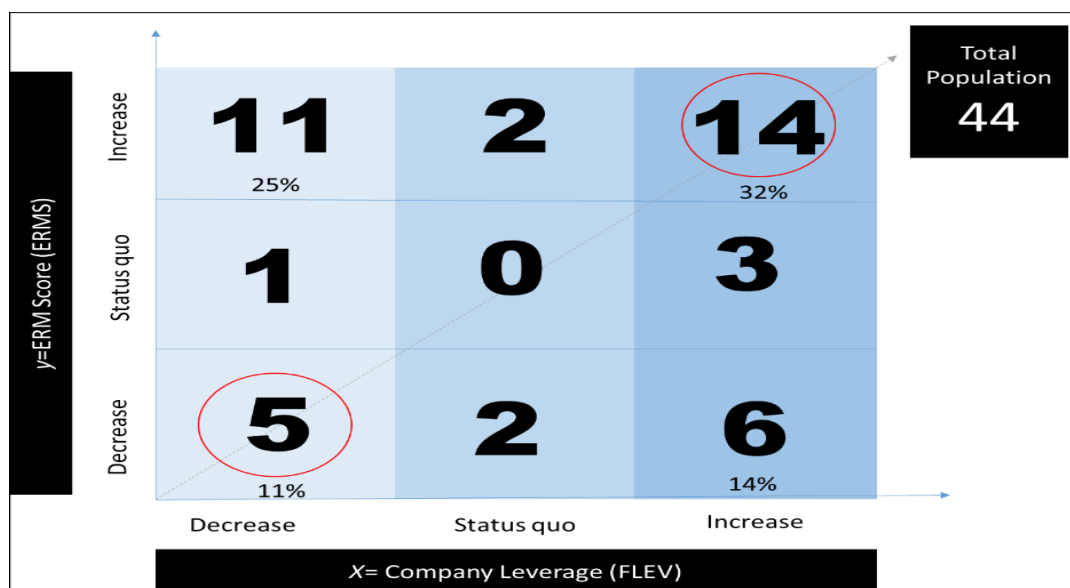 Total
Population
44
y=ERM Score (ERMS)
Increase
11
2
14
25%
32%
Status quo
1
0
3
Decrease
5
2
6
11%
14%
Decrease
Status quo
Increase
X= Company Leverage (FLEV)